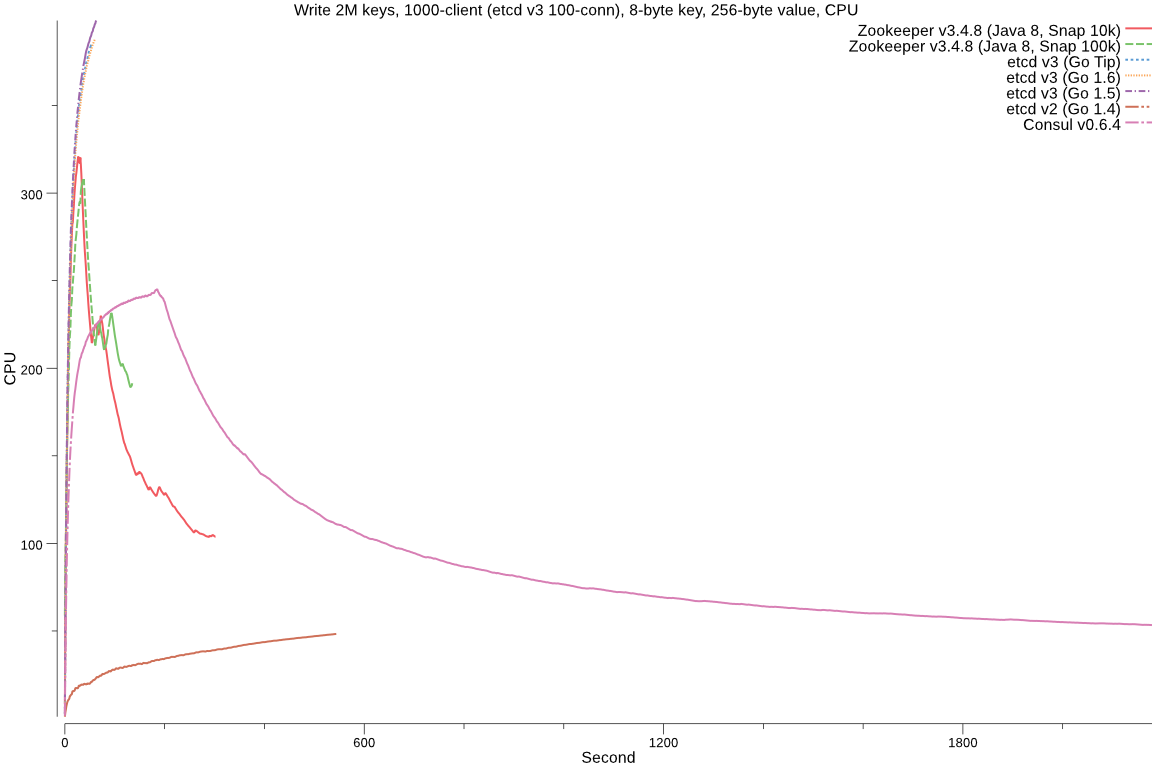 Write 2M keys, 1000-client (etcd v3 100-conn), 8-byte key, 256-byte value, CPU
Zookeeper v3.4.8 (Java 8, Snap 10k)
Zookeeper v3.4.8 (Java 8, Snap 100k)
etcd v3 (Go Tip)
etcd v3 (Go 1.6)
etcd v3 (Go 1.5)
etcd v2 (Go 1.4)
Consul v0.6.4
300
200
100
CPU
0 600 1200 1800
Second